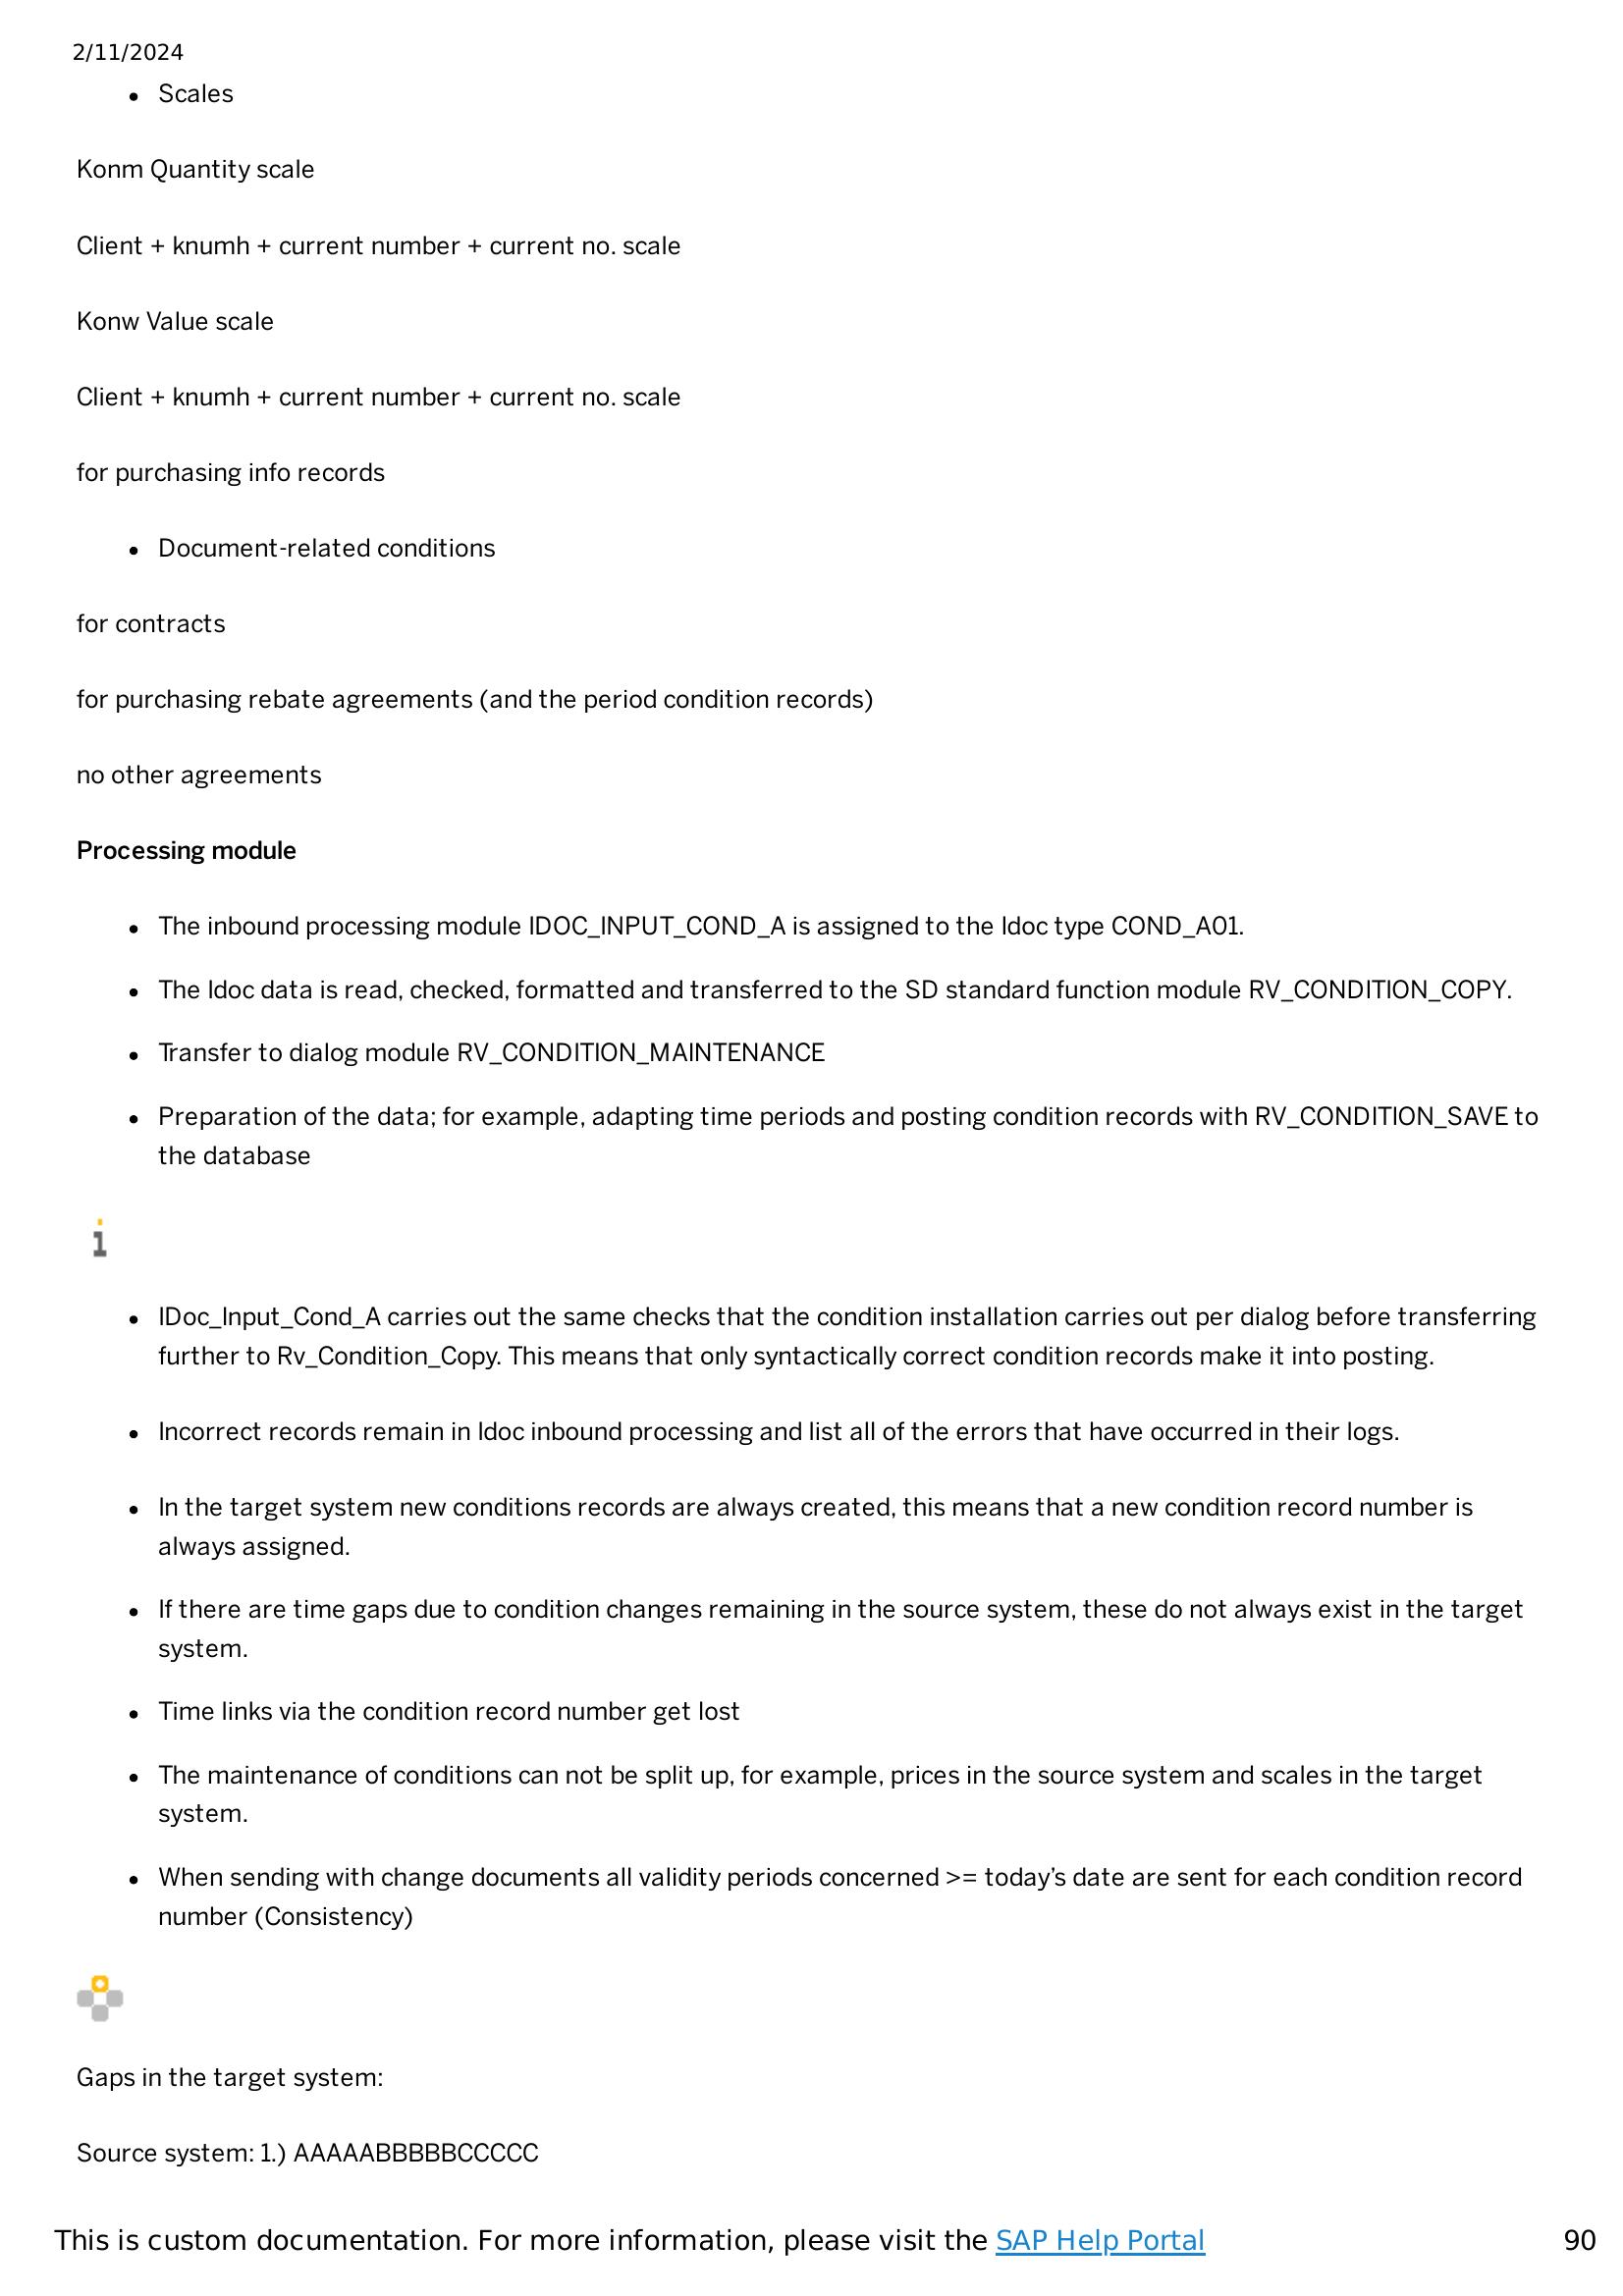 2/11/2024
• Scales
Konm Quantity scale
Client + knumh + current number + current no. scale
Konw Value scale
Client + knumh + current number + current no. scale
for purchasing info records
• Document-related conditions
for contracts
for purchasing rebate agreements (and the period condition records)
no other agreements
Processing module
• The inbound processing module IDOC_INPUT_COND_A is assigned to the Idoc type COND_A01.
• The Idoc data is read, checked, formatted and transferred to the SD standard function module RV_CONDITION_COPY.
• Transfer to dialog module RV_CONDITION_MAINTENANCE
• Preparation of the data; for example, adapting time periods and posting condition records with RV_CONDITION_SAVE to
the database
• IDoc_Input_Cond_A carries out the same checks that the condition installation carries out per dialog before transferring
further to Rv_Condition_Copy. This means that only syntactically correct condition records make it into posting.
• Incorrect records remain in Idoc inbound processing and list all of the errors that have occurred in their logs.
• In the target system new conditions records are always created, this means that a new condition record number is
always assigned.
• If there are time gaps due to condition changes remaining in the source system, these do not always exist in the target
system.
• Time links via the condition record number get lost
• The maintenance of conditions can not be split up, for example, prices in the source system and scales in the target
system.
• When sending with change documents all validity periods concerned >= today’s date are sent for each condition record
number (Consistency)
Gaps in the target system:
Source system: 1.) AAAAABBBBBCCCCC
This is custom documentation. For more information, please visit the SAP Help Portal 90